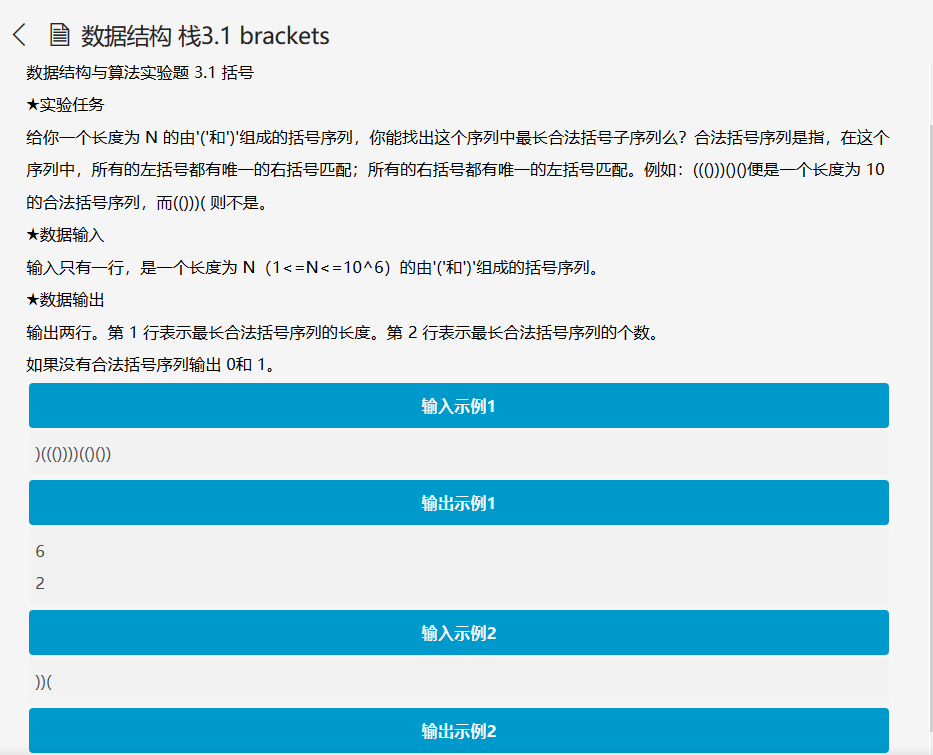 数据结构 栈3.1 brackets
数据结构与算法实验题 3.1 括号
★实验任务
给你一个长度为 N 的由'('和')'组成的括号序列，你能找出这个序列中最长合法括号子序列么？合法括号序列是指，在这个
序列中，所有的左括号都有唯一的右括号匹配；所有的右括号都有唯一的左括号匹配。例如：((()))()()便是一个长度为 10
的合法括号序列，而(()))( 则不是。
★数据输入
输入只有一行，是一个长度为 N（1<=N<=10^6）的由'('和')'组成的括号序列。
★数据输出
输出两行。第 1 行表示最长合法括号序列的长度。第 2 行表示最长合法括号序列的个数。
如果没有合法括号序列输出 0和 1。
输入示例1
)((())))(()())
输出示例1
6
2
输入示例2
))(
输出示例2